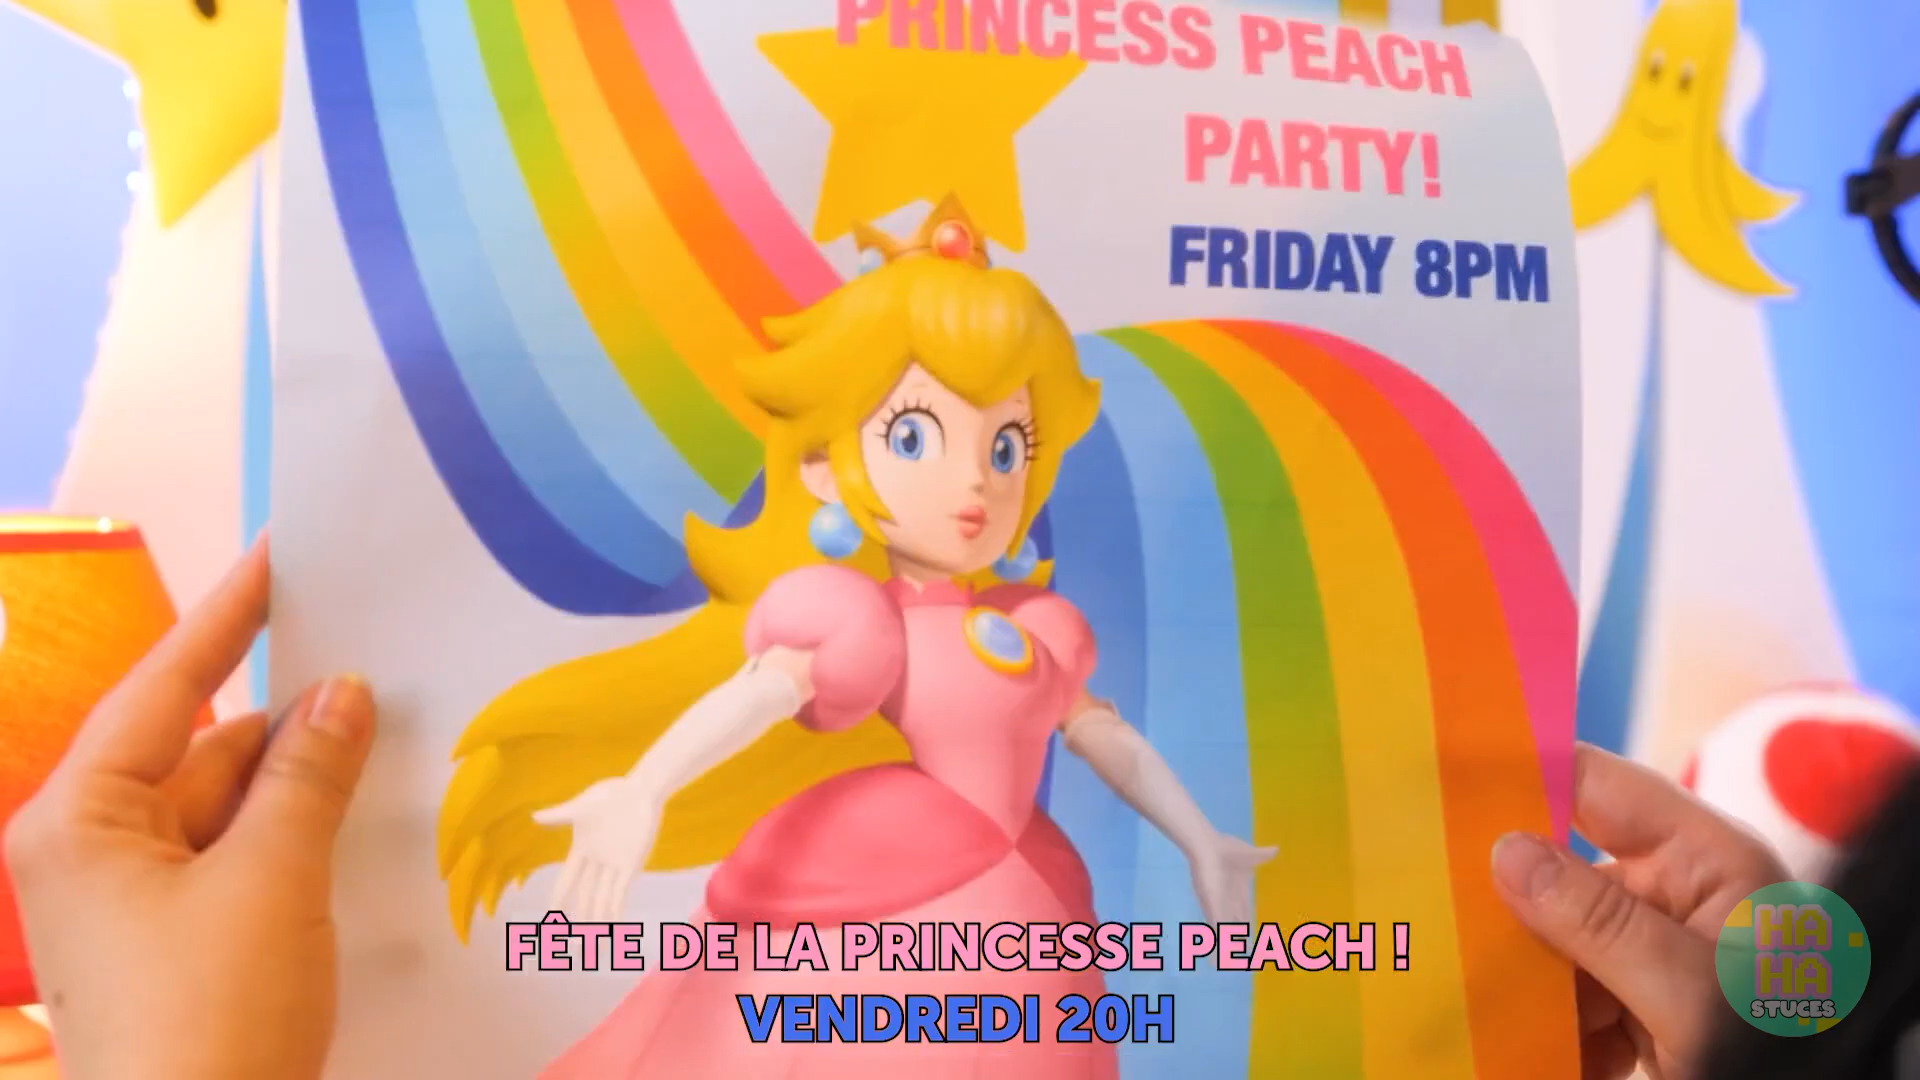 PRINCESS PEACH
PARTY!
FRIDAY 8PM
FÊTE DE LA PRINCESSE PEACH !
VENDREDI 20H
HA
HA
STUCES